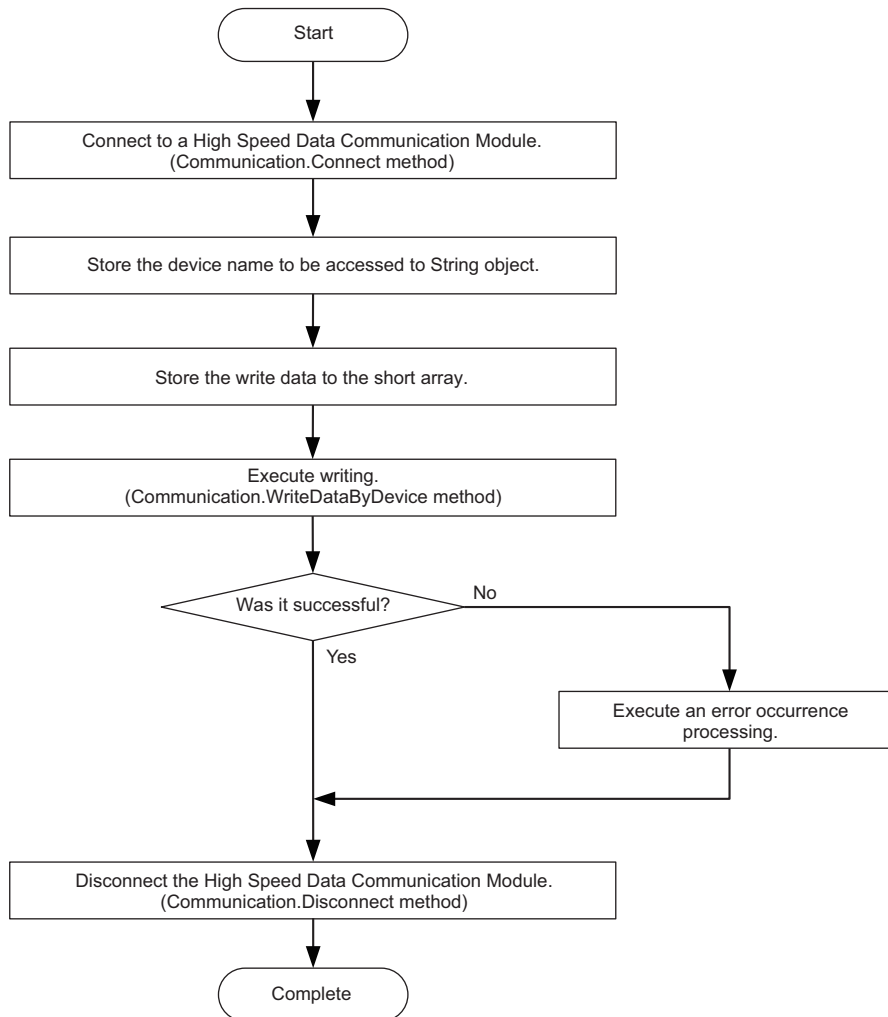 Start
Connect to a High Speed Data Communication Module.
(Communication.Connect method)
Store the device name to be accessed to String object.
Store the write data to the short array.
Execute writing.
(Communication.WriteDataByDevice method)
Was it successful?
No
Yes
Execute an error occurrence
processing.
Disconnect the High Speed Data Communication Module.
(Communication.Disconnect method)
Complete